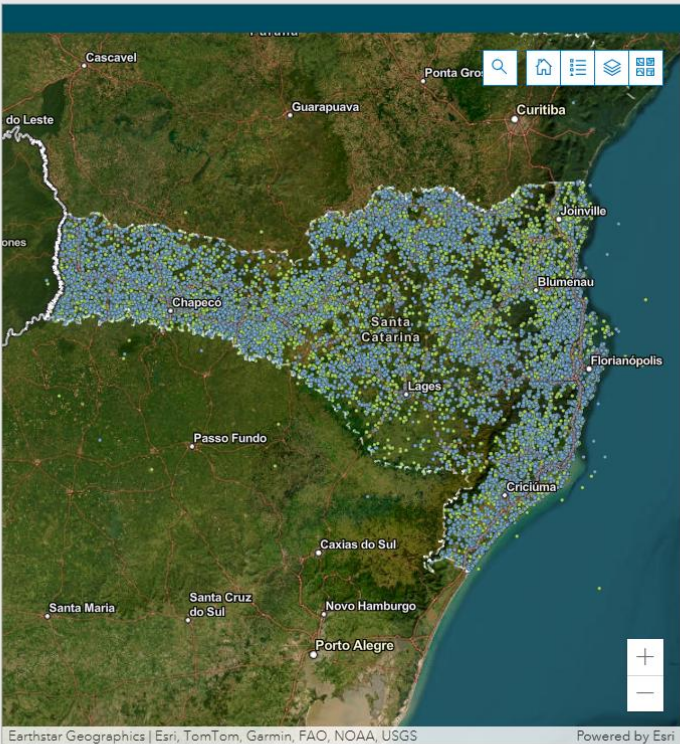 Paraná
Cascavel
Ponta Gro
Guarapuava
Curitiba
do Leste
Joinville
ones
Blumenau
Chapecó
Santa
Catarina
Florianópolis
Lages
Passo Fundo
Criciúma
Caxias do Sul
Santa Maria
Santa Cruz
do Sul
Novo Hamburgo
Porto Alegre
Earthstar Geographics | Esri, TomTom, Garmin, FAO, NOAA, USGS
Powered by Esri